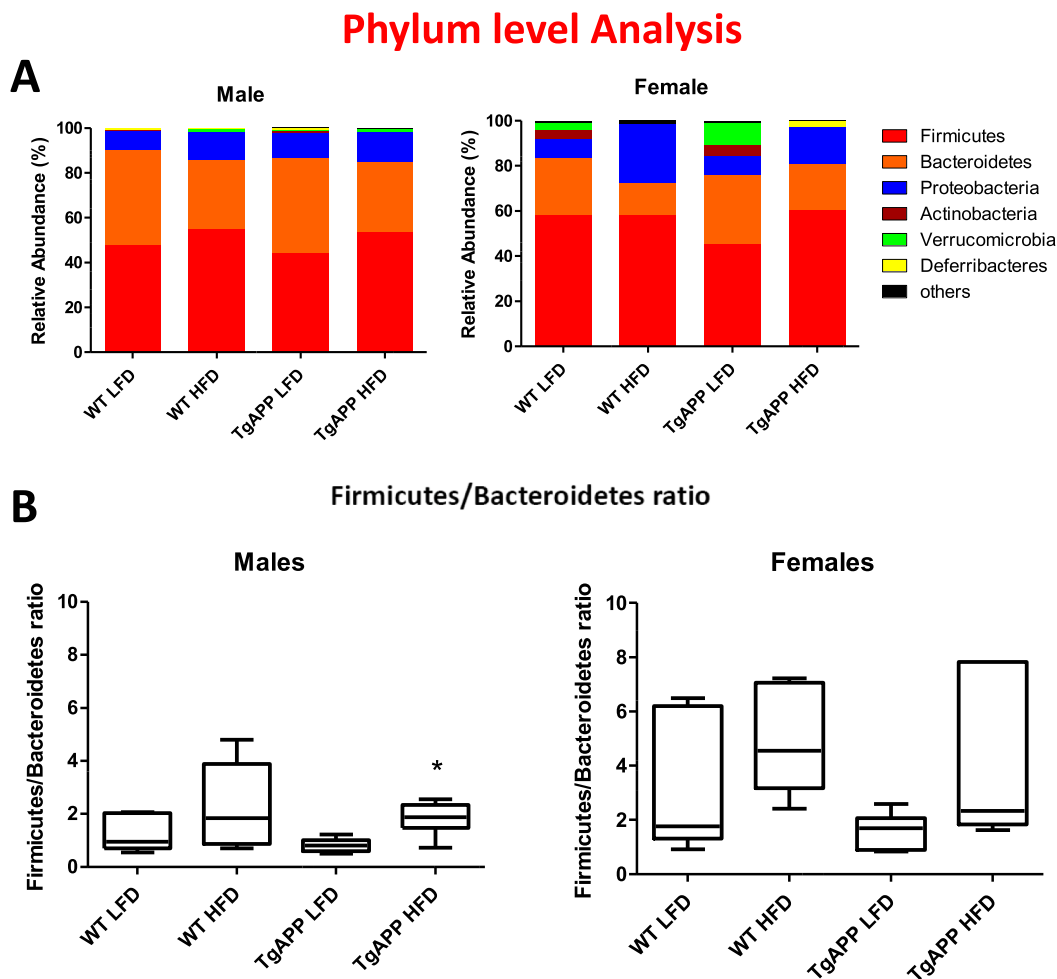 Phylum level Analysis
A
Male
Female
Relative Abundance (%)
100
80
60
40
20
0
WT LFD
WT HFD
TgAPP LFD
TgAPP HFD
Relative Abundance (%)
100
80
60
40
20
0
WT LFD
WT HFD
TgAPP LFD
TgAPP HFD
Firmicutes
Bacteroidetes
Proteobacteria
Actinobacteria
Verrucomicrobia
Deferribacteres
others
B
Firmicutes/Bacteroidetes ratio
Males
Firmicutes/Bacteroidetes ratio
10
8
6
4
2
0
*
WT LFD
WT HFD
TgAPP LFD
TgAPP HFD
Females
Firmicutes/Bacteroidetes ratio
10
8
6
4
2
0
WT LFD
WT HFD
TgAPP LFD
TgAPP HFD